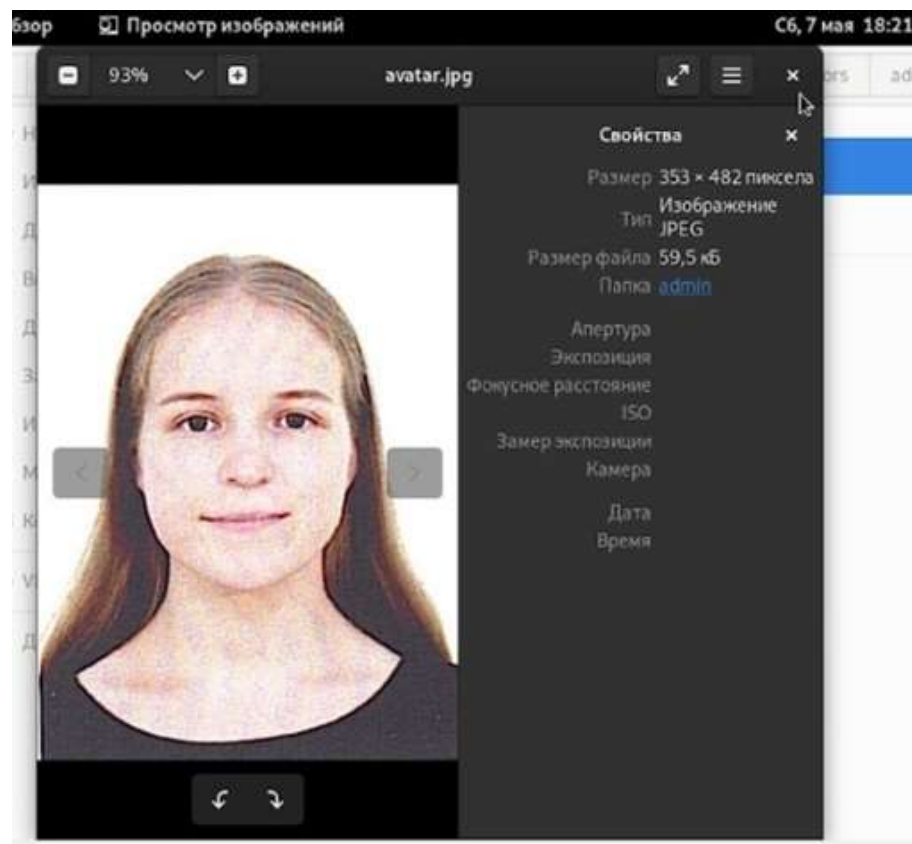 Просмотр изображений
Сб, 7 мая 18:21
93%
avatar.jpg
ad
Свойства
Размер 353 × 482 пиксела
Тип Изображение
JPEG
Размер файла 59,5 кБ
Папка admin
Апертура
Экспозиция
Фокусное расстояние
ISO
Замер экспозиции
Камера
Дата
Время